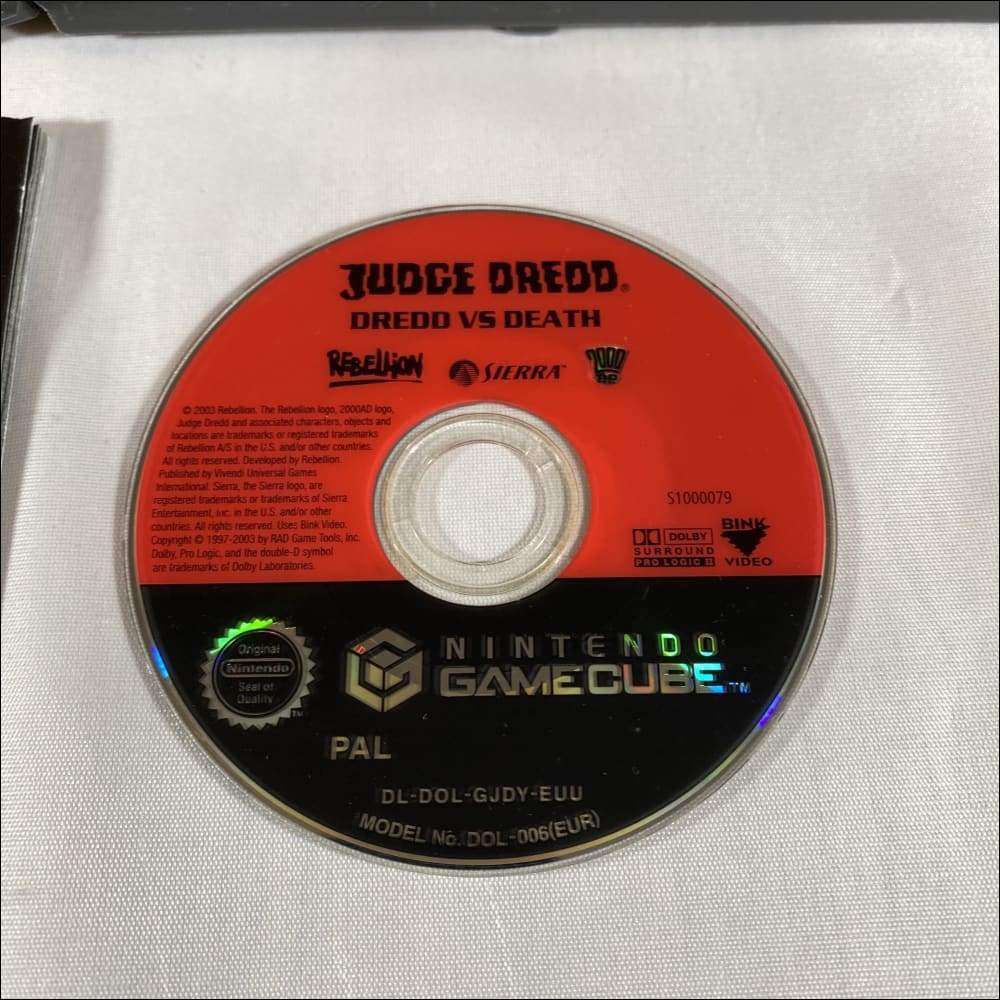 JUDGE DREDD®
DREDD VS DEATH
REBELLION
SIERRA™
2000 AD
© 2003 Rebellion. The Rebellion logo, 2000AD logo,
Judge Dredd and associated characters, objects and
locations are trademarks or registered trademarks
of Rebellion A/S in the U.S. and/or other countries.
All rights reserved. Developed by Rebellion.
Published by Vivendi Universal Games
International. Sierra, the Sierra logo, are
registered trademarks or trademarks of Sierra
Entertainment, Inc. in the U.S. and/or other
countries. All rights reserved. Uses Bink Video.
Copyright © 1997-2003 by RAD Game Tools, Inc.
Dolby, Pro Logic, and the double-D symbol
are trademarks of Dolby Laboratories.
S1000079
DOLBY
SURROUND
PRO LOGIC II
BINK
VIDEO
Original
Nintendo
Seal of
Quality
TM
NINTENDO
GAMECUBE™
PAL
DL-DOL-GJDY-EUU
MODEL No. DOL-006(EUR)